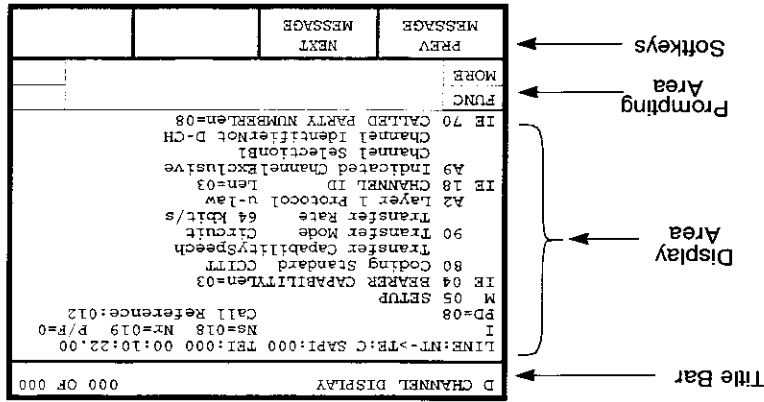 Title Bar
D CHANNEL DISPLAY 000 OF 000
Display
Area
LINE:NT->TE:C SAPI:000 TEI:000 00:10:22.00
I Ns=018 Nr=019 P/F=0
PD=08 Call Reference:012
M 05 SETUP
IE 04 BEARER CAPABILITYLen=03
80 Coding Standard CCITT
Transfer CapabilitySpeech
90 Transfer Mode Circuit
Transfer Rate 64 kbit/s
A2 Layer 1 Protocol u-law
IE 18 CHANNEL ID Len=03
A9 Indicated ChannelExclusive
Channel SelectionB1
Channel IdentifierNot D-CH
IE 70 CALLED PARTY NUMBERLen=08
Prompting
Area
FUNC
MORE
Softkeys
PREV
MESSAGE
NEXT
MESSAGE